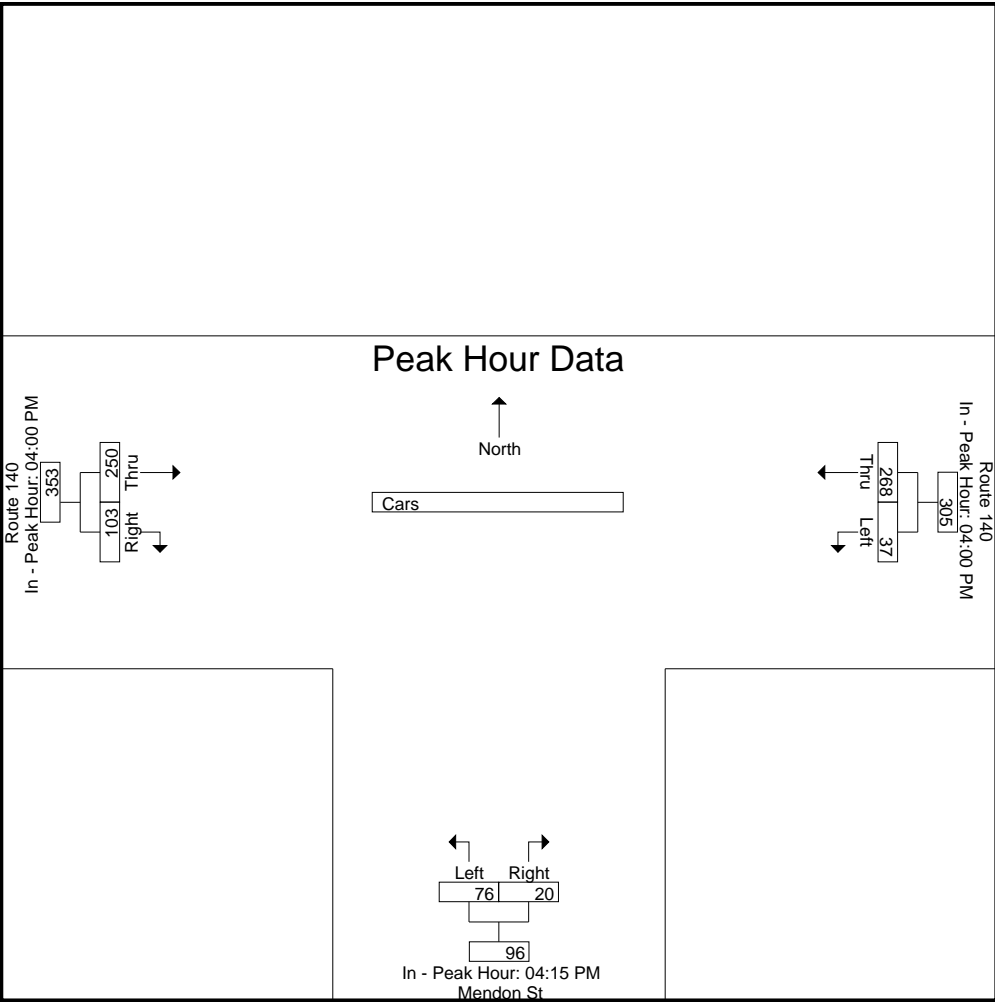 Peak Hour Data
North
Cars
Route 140
In - Peak Hour: 04:00 PM
353
250
103
Thru
Right
Route 140
In - Peak Hour: 04:00 PM
305
268
37
Thru
Left
Left Right
76 20
96
In - Peak Hour: 04:15 PM
Mendon St